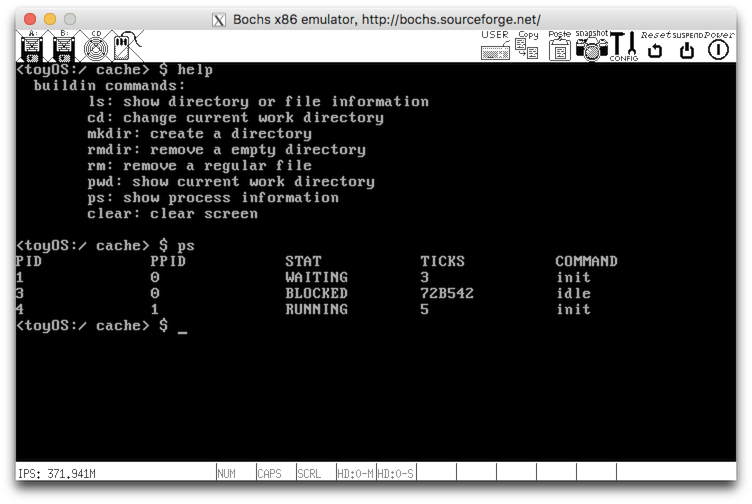 Bochs x86 emulator, http://bochs.sourceforge.net/
A: B: CD USER Copy Paste snapshot CONFIG Reset SUSPEND Power
<toyOS:/ cache> $ help
buildin commands:
ls: show directory or file information
cd: change current work directory
mkdir: create a directory
rmdir: remove a empty directory
rm: remove a regular file
pwd: show current work directory
ps: show process information
clear: clear screen
<toyOS:/ cache> $ ps
PID PPID STAT TICKS COMMAND
1 0 WAITING 3 init
3 0 BLOCKED 72B542 idle
4 1 RUNNING 5 init
<toyOS:/ cache> $ _
IPS: 371.941M NUM CAPS SCRL HD:0-M HD:0-S